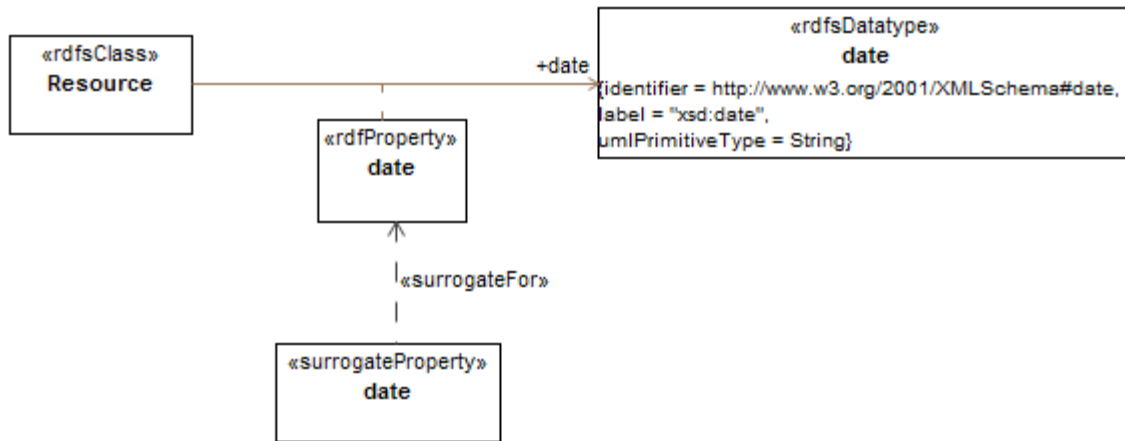 «rdfsClass»
Resource
+date
«rdfsDatatype»
date
{identifier = http://www.w3.org/2001/XMLSchema#date,
label = "xsd:date",
umlPrimitiveType = String}
«rdfProperty»
date
«surrogateFor»
«surrogateProperty»
date